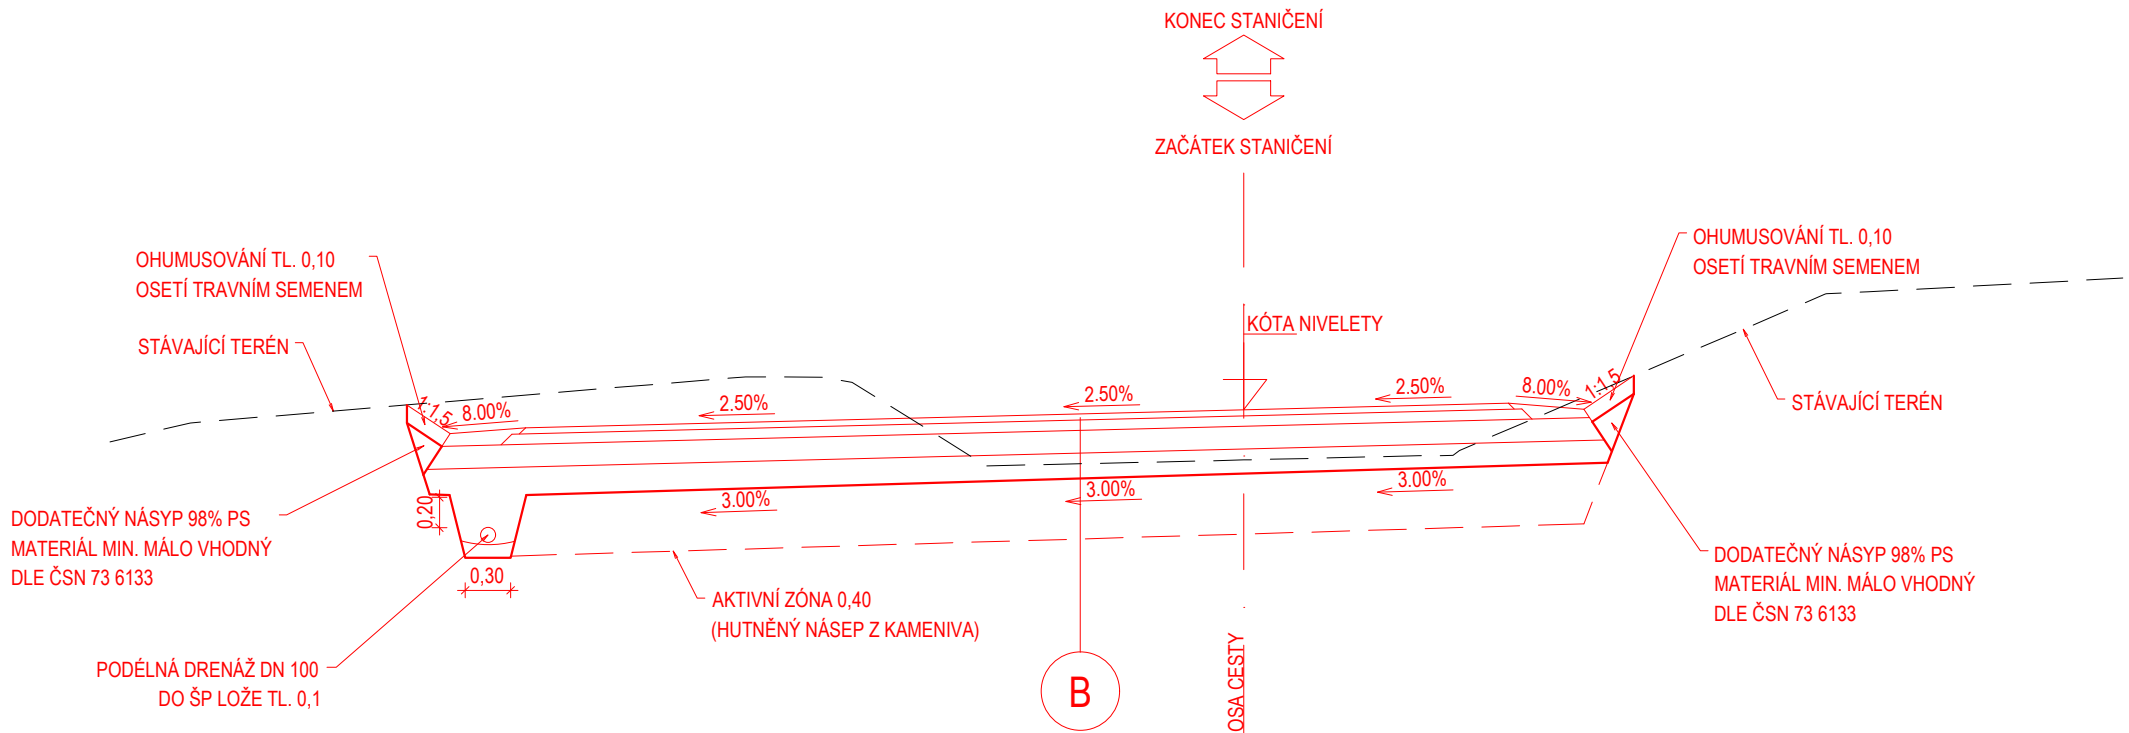 KONEC STANIČENÍ
ZAČÁTEK STANIČENÍ
OHUMUSOVÁNÍ TL. 0,10
OSETÍ TRAVNÍM SEMENEM
STÁVAJÍCÍ TERÉN
OHUMUSOVÁNÍ TL. 0,10
OSETÍ TRAVNÍM SEMENEM
KÓTA NIVELETY
STÁVAJÍCÍ TERÉN
1:1,5
8.00%
2.50%
2.50%
2.50%
8.00%
1:1,5
3.00%
3.00%
3.00%
0,20
0,30
DODATEČNÝ NÁSYP 98% PS
MATERIÁL MIN. MÁLO VHODNÝ
DLE ČSN 73 6133
DODATEČNÝ NÁSYP 98% PS
MATERIÁL MIN. MÁLO VHODNÝ
DLE ČSN 73 6133
AKTIVNÍ ZÓNA 0,40
(HUTNĚNÝ NÁSEP Z KAMENIVA)
PODÉLNÁ DRENÁŽ DN 100
DO ŠP LOŽE TL. 0,1
B
OSA CESTY